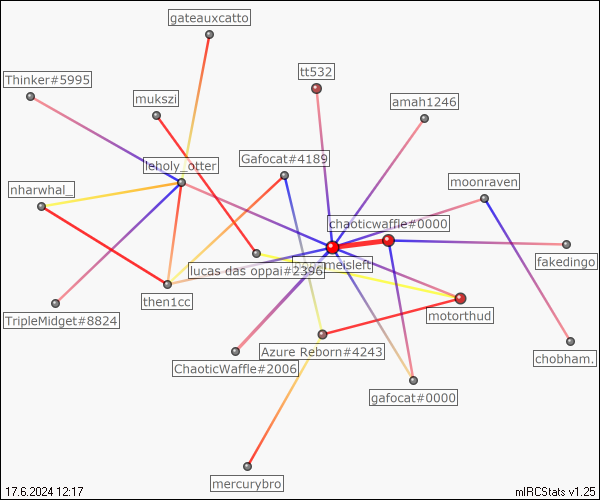 gateauxcatto
Thinker#5995
tt532
mukszi
amah1246
Gafocat#4189
leholy_otter
moonraven
nharwhal_
chaoticwaffle#0000
fakedingo
meisleft
lucas das oppai#2396
then1cc
TripleMidget#8824
motorthud
Azure Reborn#4243
chobham.
ChaoticWaffle#2006
gafocat#0000
mercurybro
17.6.2024 12:17
mIRCStats v1.25